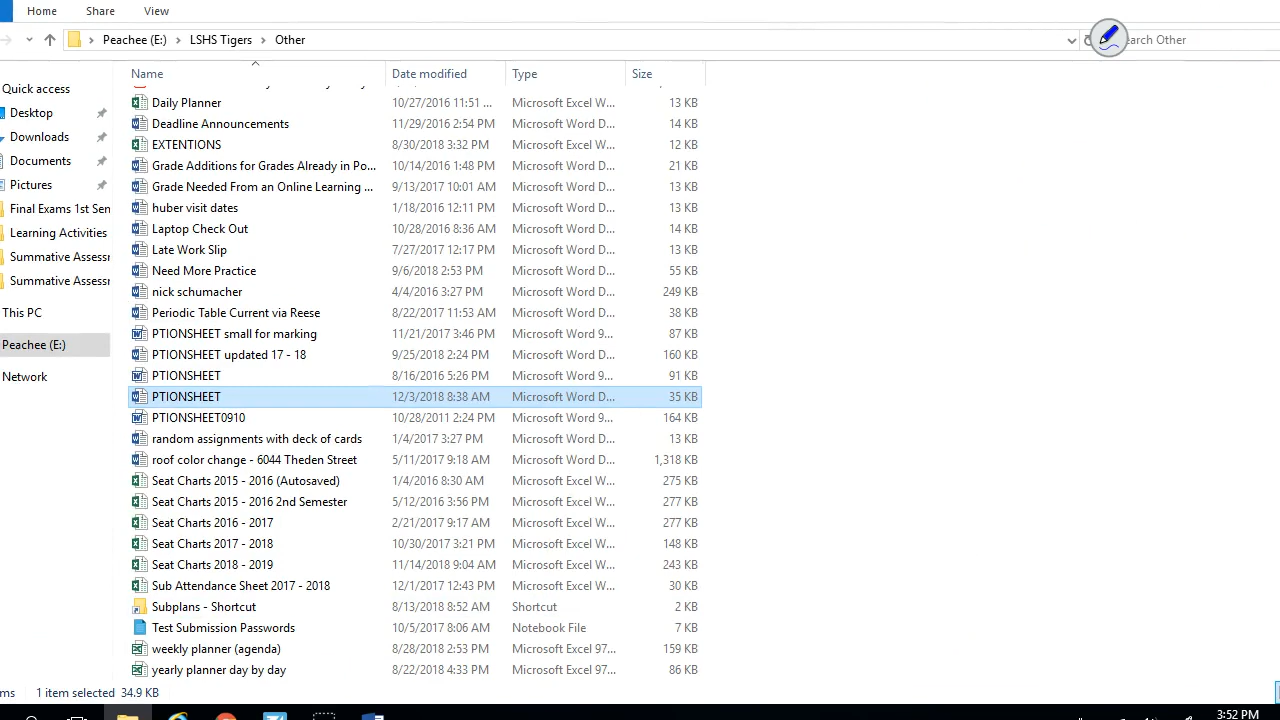 Home Share View
Peachee (E:) LSHS Tigers Other Search Other
Name Date modified Type Size
Quick access
Desktop
Downloads
Documents
Pictures
Final Exams 1st Sen
Learning Activities
Summative Assessn
Summative Assessn
This PC
Peachee (E:)
Network
Daily Planner 10/27/2016 11:51 ... Microsoft Excel W... 13 KB
Deadline Announcements 11/29/2016 2:54 PM Microsoft Word D... 14 KB
EXTENTIONS 8/30/2018 3:32 PM Microsoft Excel W... 12 KB
Grade Additions for Grades Already in Po... 10/14/2016 1:48 PM Microsoft Word D... 21 KB
Grade Needed From an Online Learning ... 9/13/2017 10:01 AM Microsoft Word D... 13 KB
huber visit dates 1/18/2016 12:11 PM Microsoft Word D... 13 KB
Laptop Check Out 10/28/2016 8:36 AM Microsoft Word D... 14 KB
Late Work Slip 7/27/2017 12:17 PM Microsoft Word D... 13 KB
Need More Practice 9/6/2018 2:53 PM Microsoft Word D... 55 KB
nick schumacher 4/4/2016 3:27 PM Microsoft Word D... 249 KB
Periodic Table Current via Reese 8/22/2017 11:53 AM Microsoft Word D... 38 KB
PTIONSHEET small for marking 11/21/2017 3:46 PM Microsoft Word 9... 87 KB
PTIONSHEET updated 17 - 18 9/25/2018 2:24 PM Microsoft Word D... 160 KB
PTIONSHEET 8/16/2016 5:26 PM Microsoft Word 9... 91 KB
PTIONSHEET 12/3/2018 8:38 AM Microsoft Word D... 35 KB
PTIONSHEET0910 10/28/2011 2:24 PM Microsoft Word 9... 164 KB
random assignments with deck of cards 1/4/2017 3:27 PM Microsoft Word D... 13 KB
roof color change - 6044 Theden Street 5/11/2017 9:18 AM Microsoft Word D... 1,318 KB
Seat Charts 2015 - 2016 (Autosaved) 1/4/2016 8:30 AM Microsoft Excel W... 275 KB
Seat Charts 2015 - 2016 2nd Semester 5/12/2016 3:56 PM Microsoft Excel W... 277 KB
Seat Charts 2016 - 2017 2/21/2017 9:17 AM Microsoft Excel W... 277 KB
Seat Charts 2017 - 2018 10/30/2017 3:21 PM Microsoft Excel W... 148 KB
Seat Charts 2018 - 2019 11/14/2018 9:04 AM Microsoft Excel W... 243 KB
Sub Attendance Sheet 2017 - 2018 12/1/2017 12:43 PM Microsoft Excel W... 30 KB
Subplans - Shortcut 8/13/2018 8:52 AM Shortcut 2 KB
Test Submission Passwords 10/5/2017 8:06 AM Notebook File 7 KB
weekly planner (agenda) 8/28/2018 2:53 PM Microsoft Excel 97... 159 KB
yearly planner day by day 8/22/2018 4:33 PM Microsoft Excel 97... 86 KB
ms 1 item selected 34.9 KB
3:52 PM